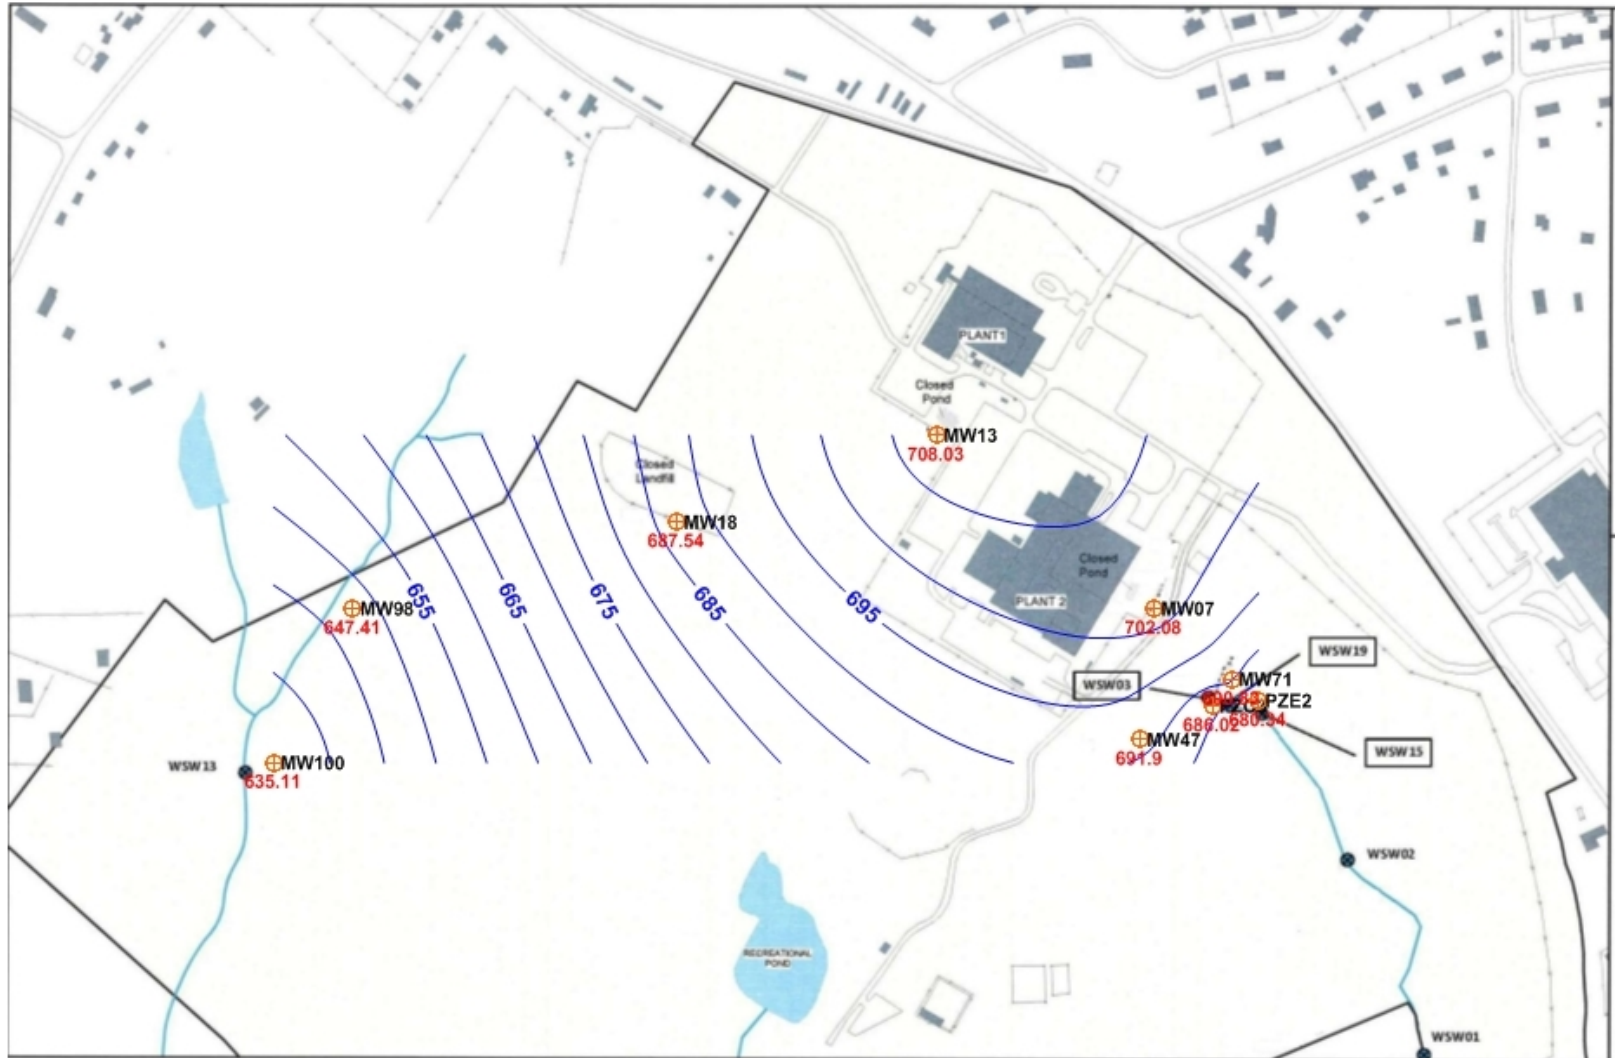 PLANT1
Closed
Pond
MW13
708.03
Closed
Landfill
MW18
687.54
Closed
Pond
PLANT 2
MW98
647.41
655
665
675
685
695
MW07
702.08
WSW19
WSW03
MW71
PZE2
686.02
680.34
MW47
691.9
WSW15
WSW13
MW100
635.11
WSW02
RECREATIONAL
POND
WSW01